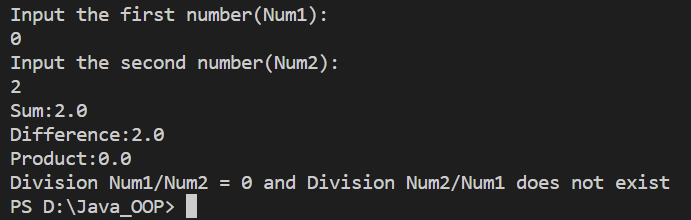 Input the first number(Num1):
0
Input the second number(Num2):
2
Sum:2.0
Difference:2.0
Product:0.0
Division Num1/Num2 = 0 and Division Num2/Num1 does not exist
PS D:\Java_OOP>